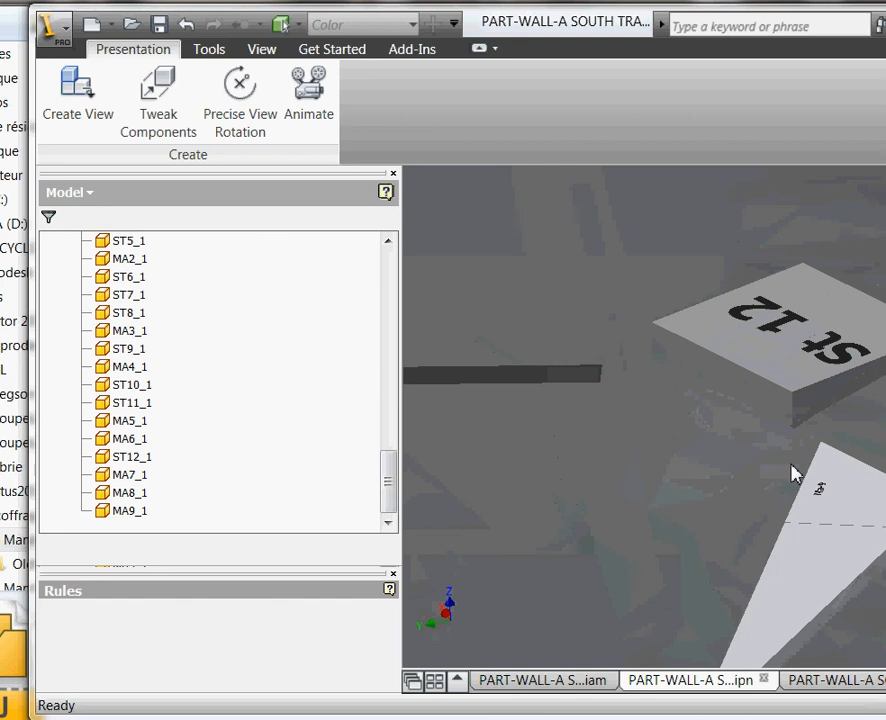 Color
PART-WALL-A SOUTH TRA...
Type a keyword or phrase
PRO
Presentation
Tools
View
Get Started
Add-Ins
Create View
Tweak
Components
Precise View
Rotation
Animate
Create
Model
ST5_1
MA2_1
ST6_1
ST7_1
ST8_1
MA3_1
ST9_1
MA4_1
ST10_1
ST11_1
MA5_1
MA6_1
ST12_1
MA7_1
MA8_1
MA9_1
Rules
St 12
Z
Y
PART-WALL-A S...iam
PART-WALL-A S...ipn
PART-WALL-A S
Ready
es
que
os
e rési
que
teur
:)
A (D:)
CYCL
odesl
s
tor 2
prod
L
egso
oupe
oupe
brie
rtus20
coffra
Mar
Ol
Mar